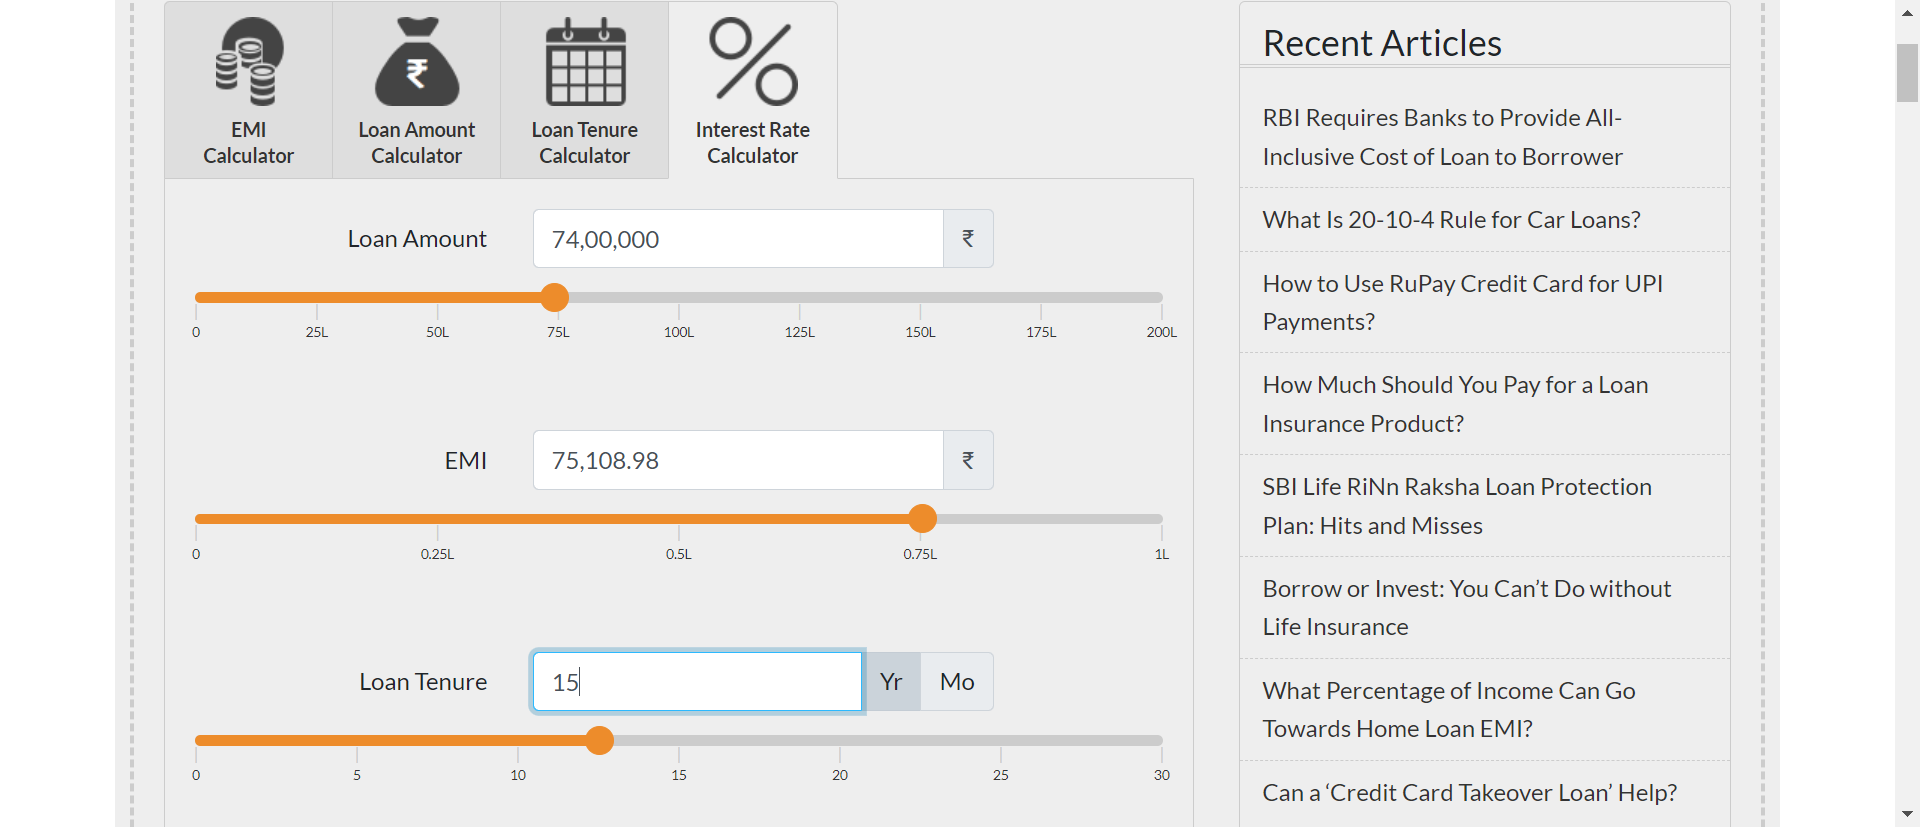 EMI
Calculator
Loan Amount
Calculator
Loan Tenure
Calculator
Interest Rate
Calculator
Loan Amount
74,00,000
₹
0
25L
50L
75L
100L
125L
150L
175L
200L
EMI
75,108.98
₹
0
0.25L
0.5L
0.75L
1L
Loan Tenure
15
Yr
Mo
0
5
10
15
20
25
30
Recent Articles
RBI Requires Banks to Provide All-
Inclusive Cost of Loan to Borrower
What Is 20-10-4 Rule for Car Loans?
How to Use RuPay Credit Card for UPI
Payments?
How Much Should You Pay for a Loan
Insurance Product?
SBI Life RiNn Raksha Loan Protection
Plan: Hits and Misses
Borrow or Invest: You Can’t Do without
Life Insurance
What Percentage of Income Can Go
Towards Home Loan EMI?
Can a ‘Credit Card Takeover Loan’ Help?